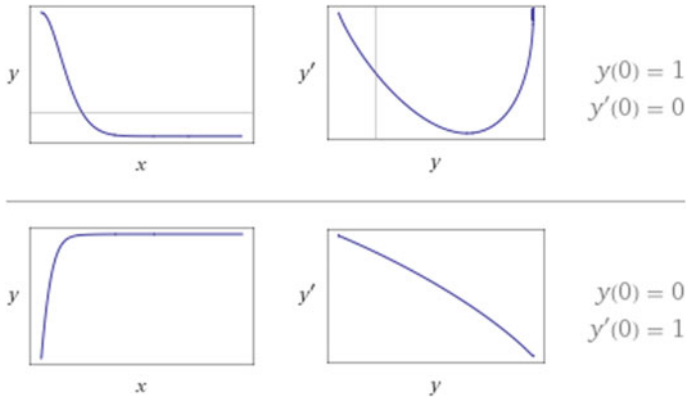 y
x
y′
y
y(0) = 1
y′(0) = 0
y
x
y′
y
y(0) = 0
y′(0) = 1